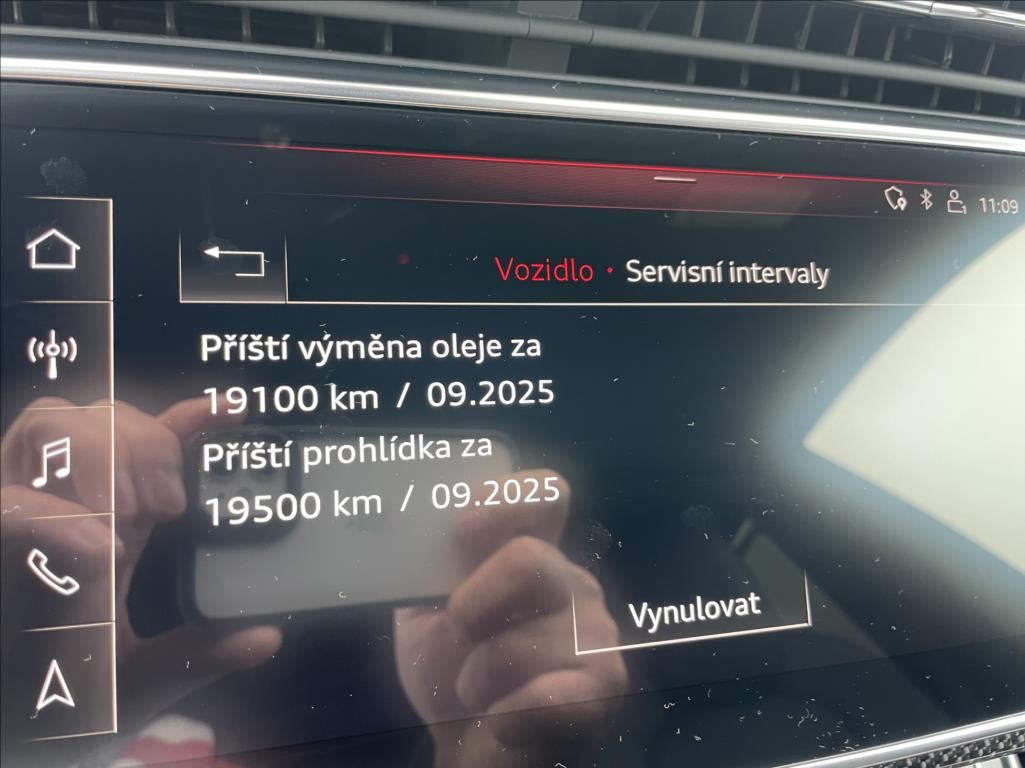 11:09
Vozidlo • Servisní intervaly
Příští výměna oleje za
19100 km / 09.2025
Příští prohlídka za
19500 km / 09.2025
Vynulovat